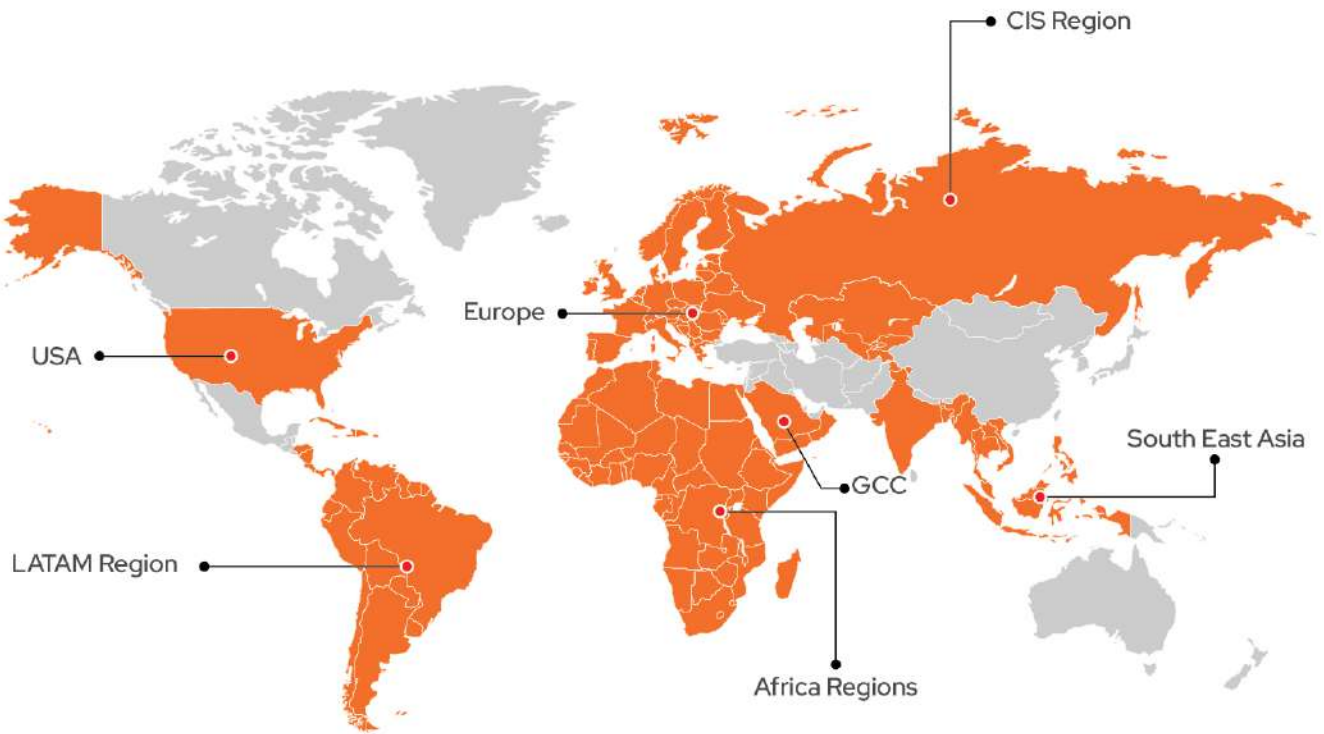 CIS Region
Europe
USA
South East Asia
GCC
LATAM Region
Africa Regions